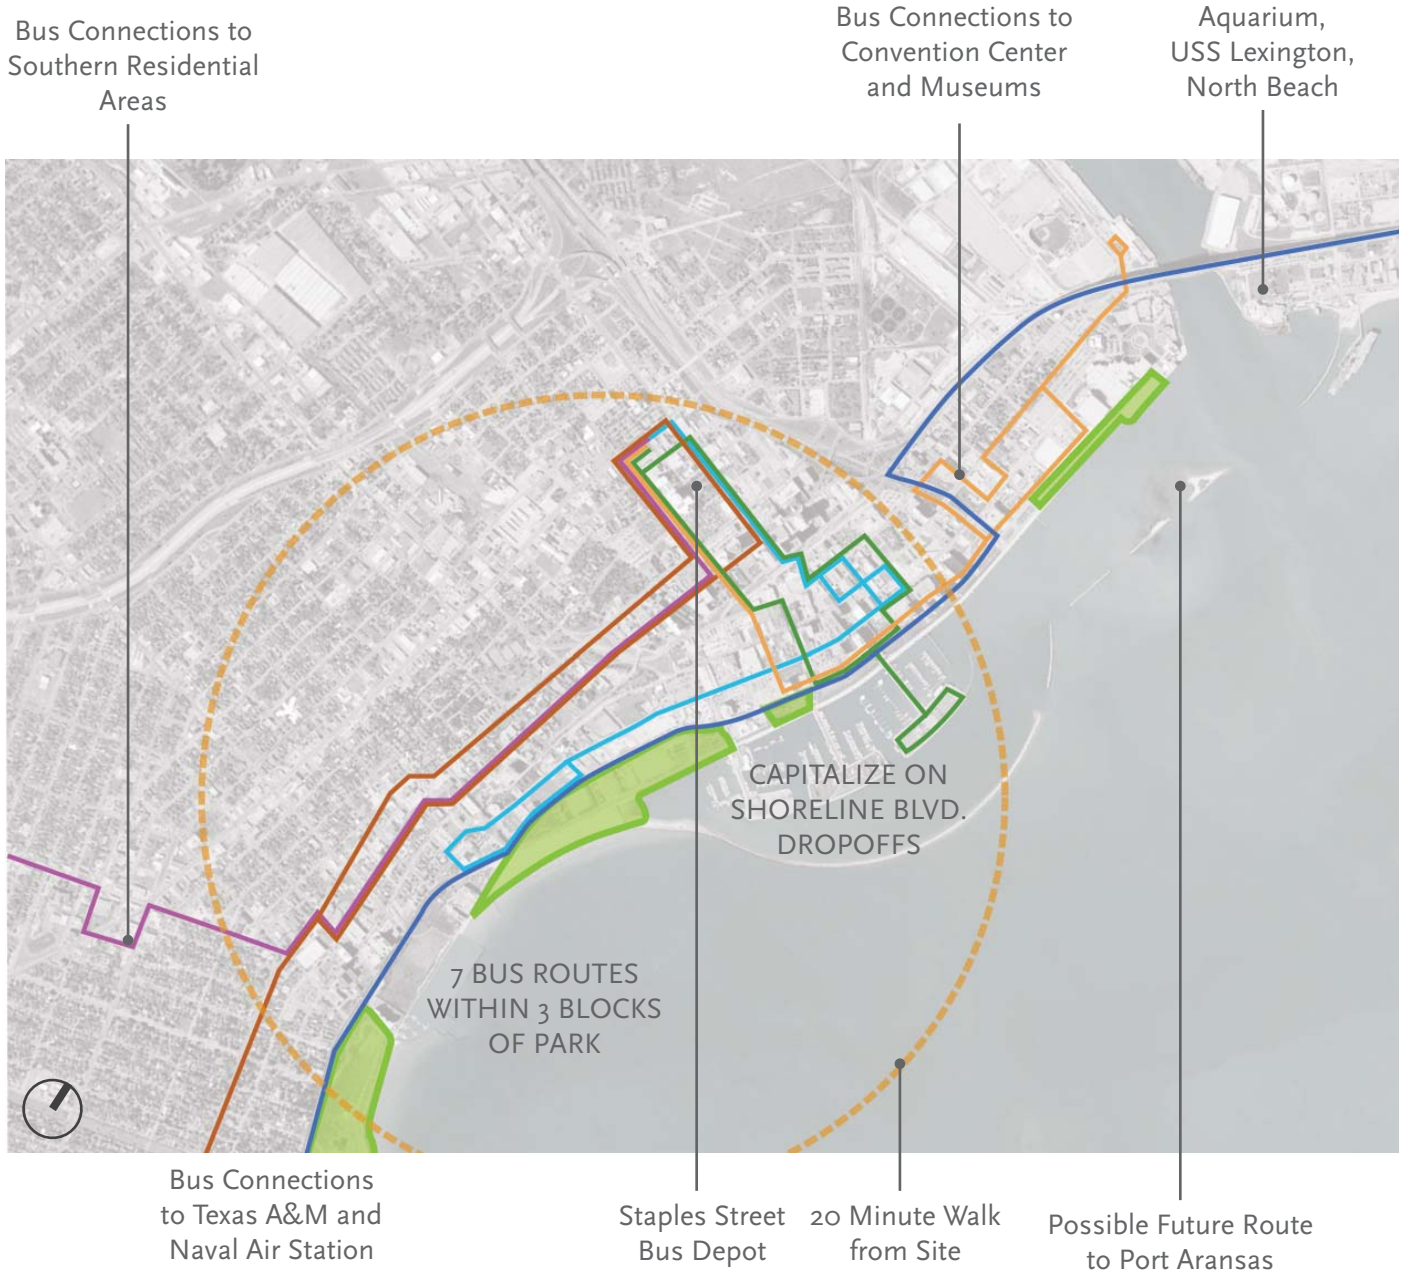 Bus Connections to
Southern Residential
Areas
Bus Connections to
Convention Center
and Museums
Aquarium,
USS Lexington,
North Beach
CAPITALIZE ON
SHORELINE BLVD.
DROPOFFS
7 BUS ROUTES
WITHIN 3 BLOCKS
OF PARK
Bus Connections
to Texas A&M and
Naval Air Station
Staples Street
Bus Depot
20 Minute Walk
from Site
Possible Future Route
to Port Aransas